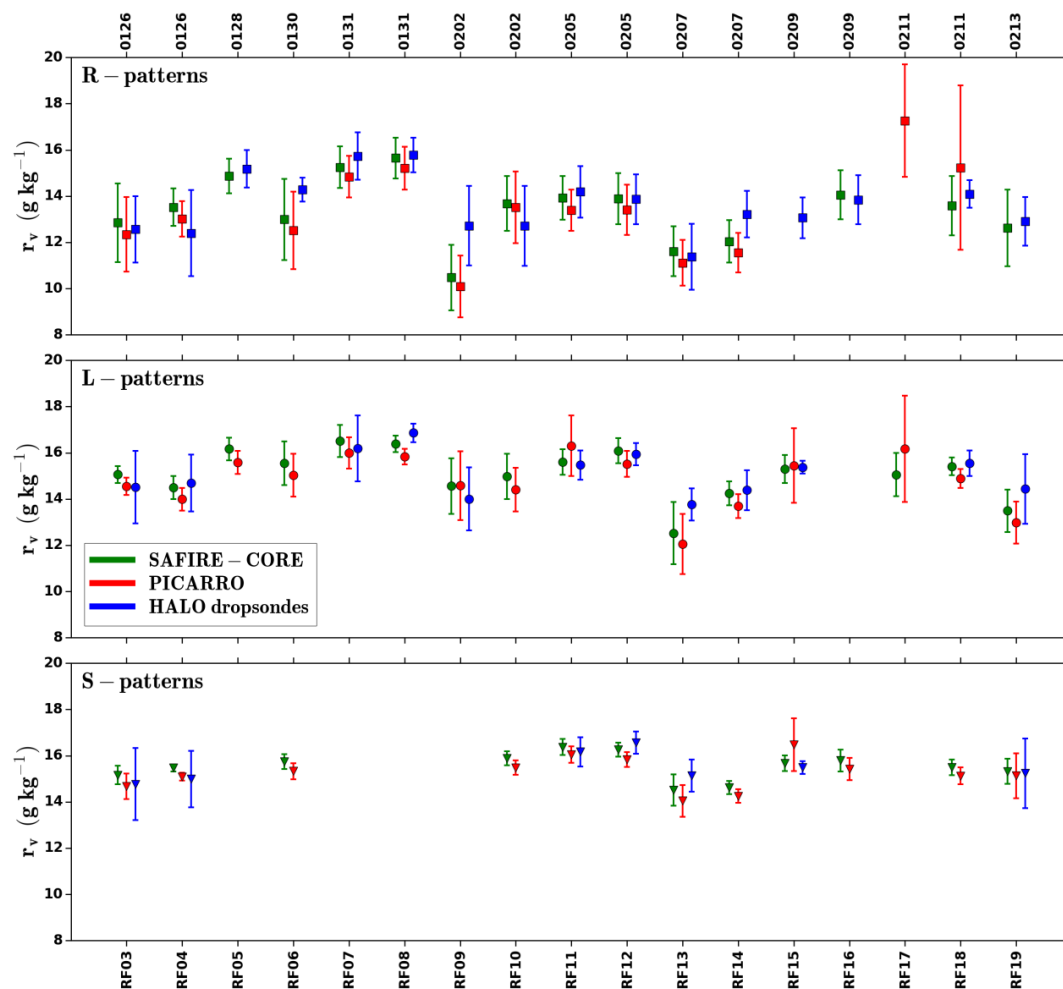 0126 0126 0128 0130 0131 0131 0202 0202 0205 0205 0207 0207 0209 0209 0211 0211 0213
R – patterns
20
18
16
14
12
10
8
r_v (g kg⁻¹)
L – patterns
20
18
16
14
12
10
8
r_v (g kg⁻¹)
SAFIRE – CORE
PICARRO
HALO dropsondes
S – patterns
20
18
16
14
12
10
8
r_v (g kg⁻¹)
RF03 RF04 RF05 RF06 RF07 RF08 RF09 RF10 RF11 RF12 RF13 RF14 RF15 RF16 RF17 RF18 RF19